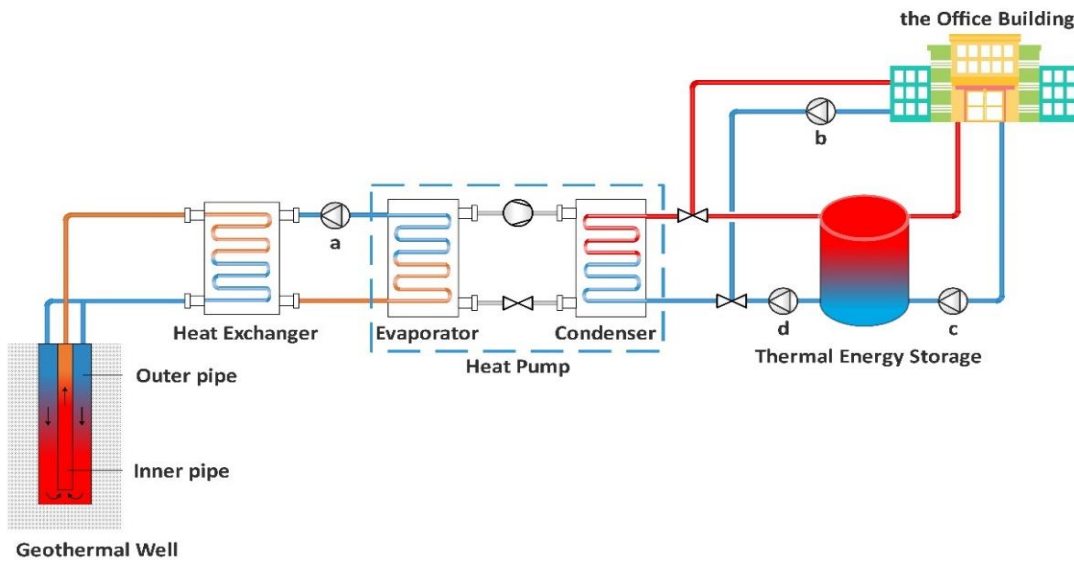 the Office Building
b
a
Heat Exchanger
Evaporator
Condenser
d
c
Heat Pump
Thermal Energy Storage
Outer pipe
Inner pipe
Geothermal Well